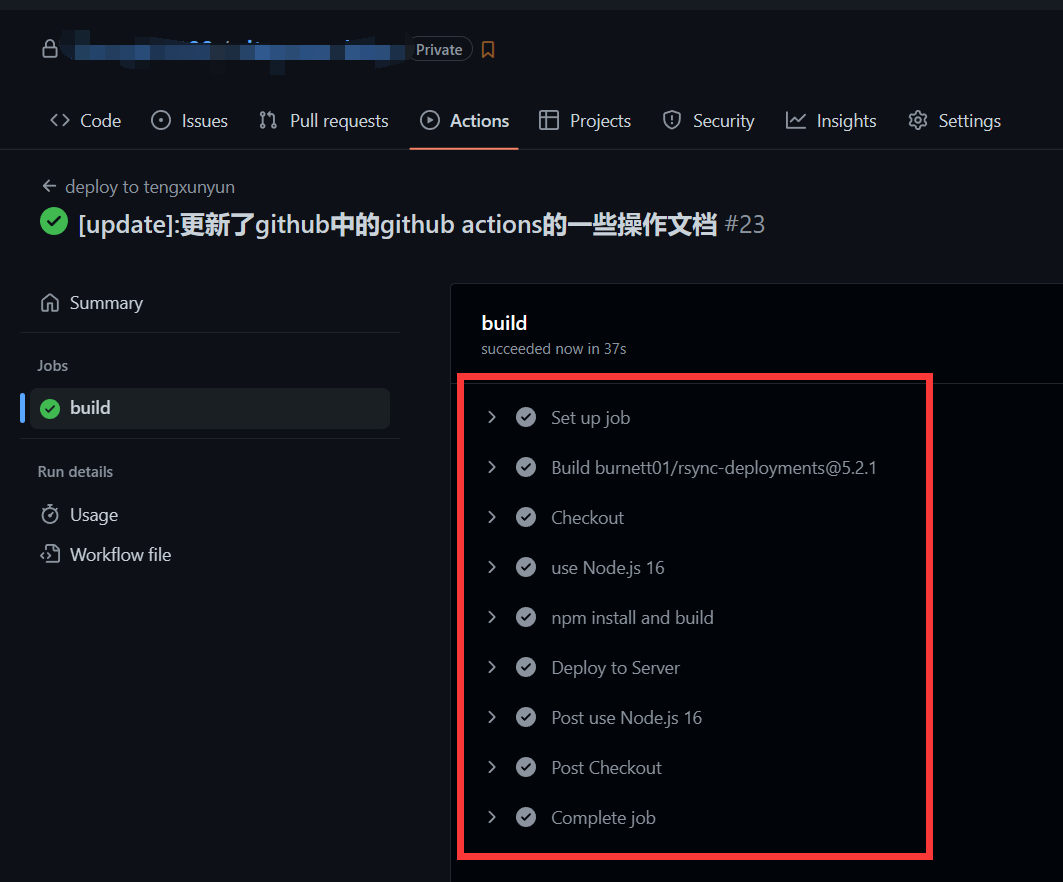 Private
Code Issues Pull requests Actions Projects Security Insights Settings
deploy to tengxunyun
[update]:更新了github中的github actions的一些操作文档 #23
Summary
Jobs
build
Run details
Usage
Workflow file
build
succeeded now in 37s
Set up job
Build burnett01/rsync-deployments@5.2.1
Checkout
use Node.js 16
npm install and build
Deploy to Server
Post use Node.js 16
Post Checkout
Complete job